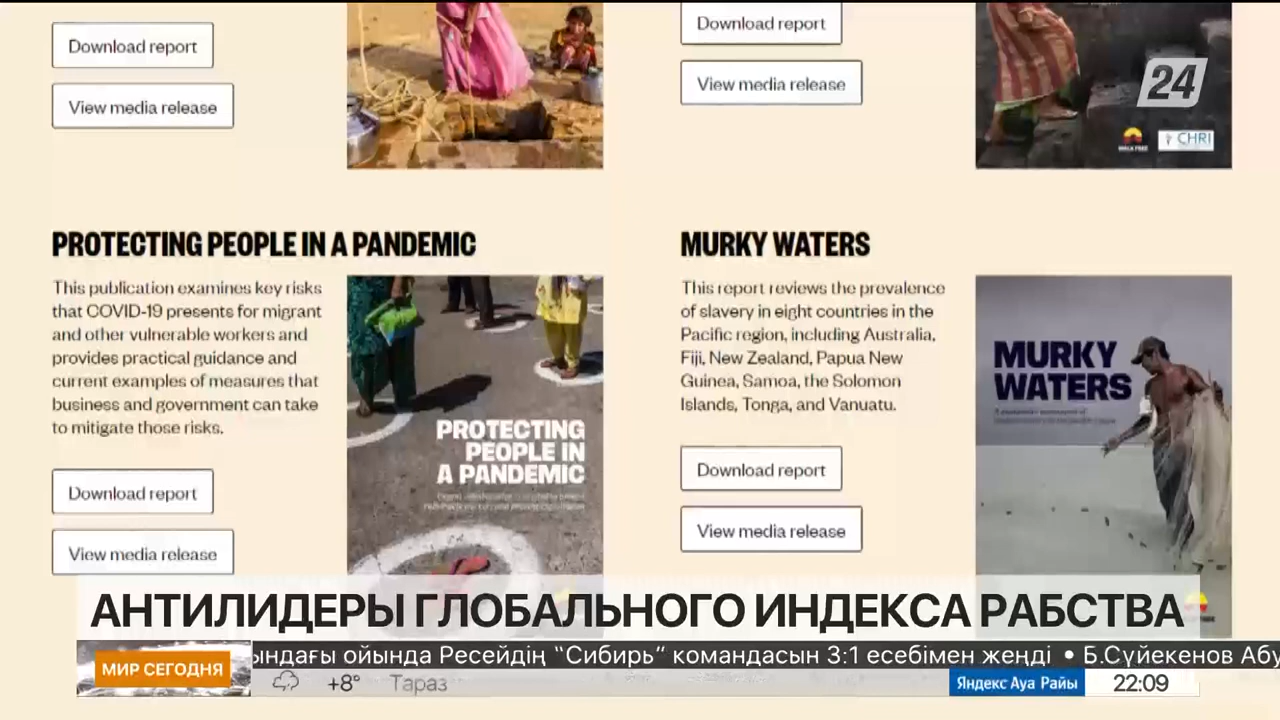 Download report
View media release
Download report
View media release
24
WALK FREE
CHRI
PROTECTING PEOPLE IN A PANDEMIC
This publication examines key risks
that COVID-19 presents for migrant
and other vulnerable workers and
provides practical guidance and
current examples of measures that
business and government can take
to mitigate those risks.
Download report
View media release
PROTECTING
PEOPLE IN
A PANDEMIC
MURKY WATERS
This report reviews the prevalence
of slavery in eight countries in the
Pacific region, including Australia,
Fiji, New Zealand, Papua New
Guinea, Samoa, the Solomon
Islands, Tonga, and Vanuatu.
Download report
View media release
MURKY
WATERS
АНТИЛИДЕРЫ ГЛОБАЛЬНОГО ИНДЕКСА РАБСТВА
МИР СЕГОДНЯ
ындағы ойында Ресейдің “Сибирь” командасын 3:1 есебімен жеңді • Б.Сүйекенов Абу
+8° Тараз
Яндекс Ауа Райы
22:09